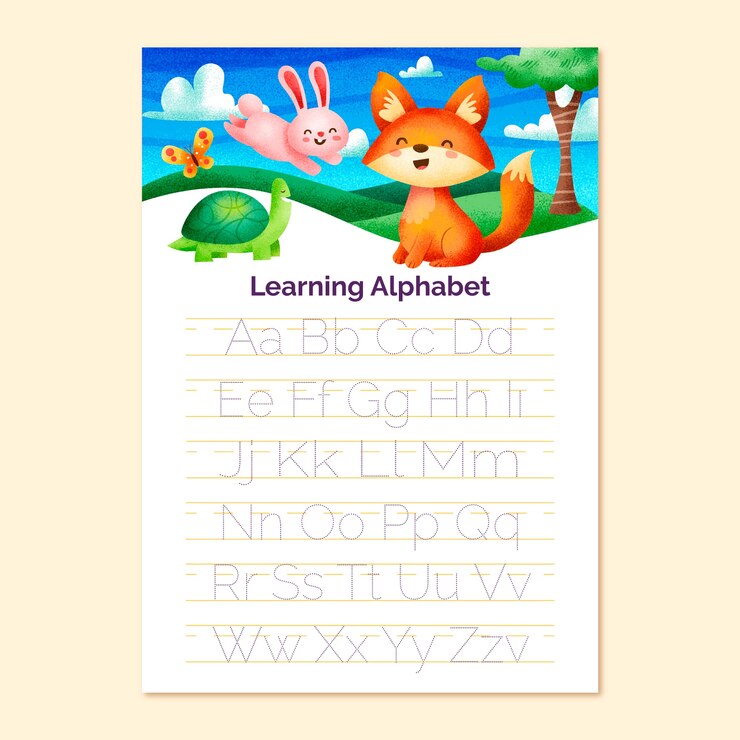 Learning Alphabet
Aa Bb Cc Dd
Ee Ff Gg Hh Ii
Jj Kk Ll Mm
Nn Oo Pp Qq
Rr Ss Tt Uu Vv
Ww Xx Yy Zzv